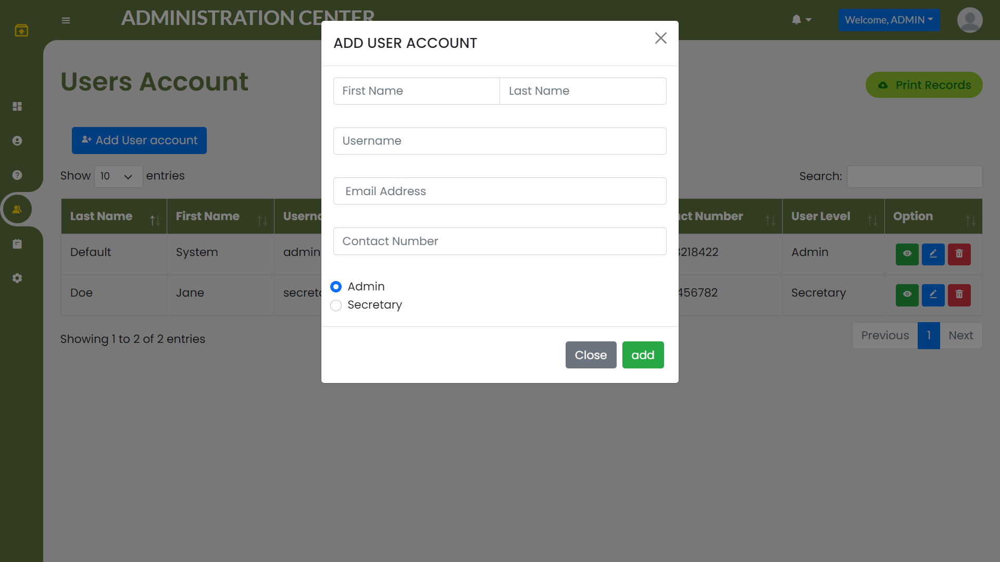 ADMINISTRATION CENTER
Welcome, ADMIN
ADD USER ACCOUNT
Users Account
Print Records
First Name
Last Name
Add User account
Username
Show 10 entries
Search:
Email Address
Last Name
First Name
Number
User Level
Option
Contact Number
Default
System
admin
218422
Admin
Doe
Jane
456782
Secretary
Admin
Secretary
Showing 1 to 2 of 2 entries
Previous
1
Next
Close
add